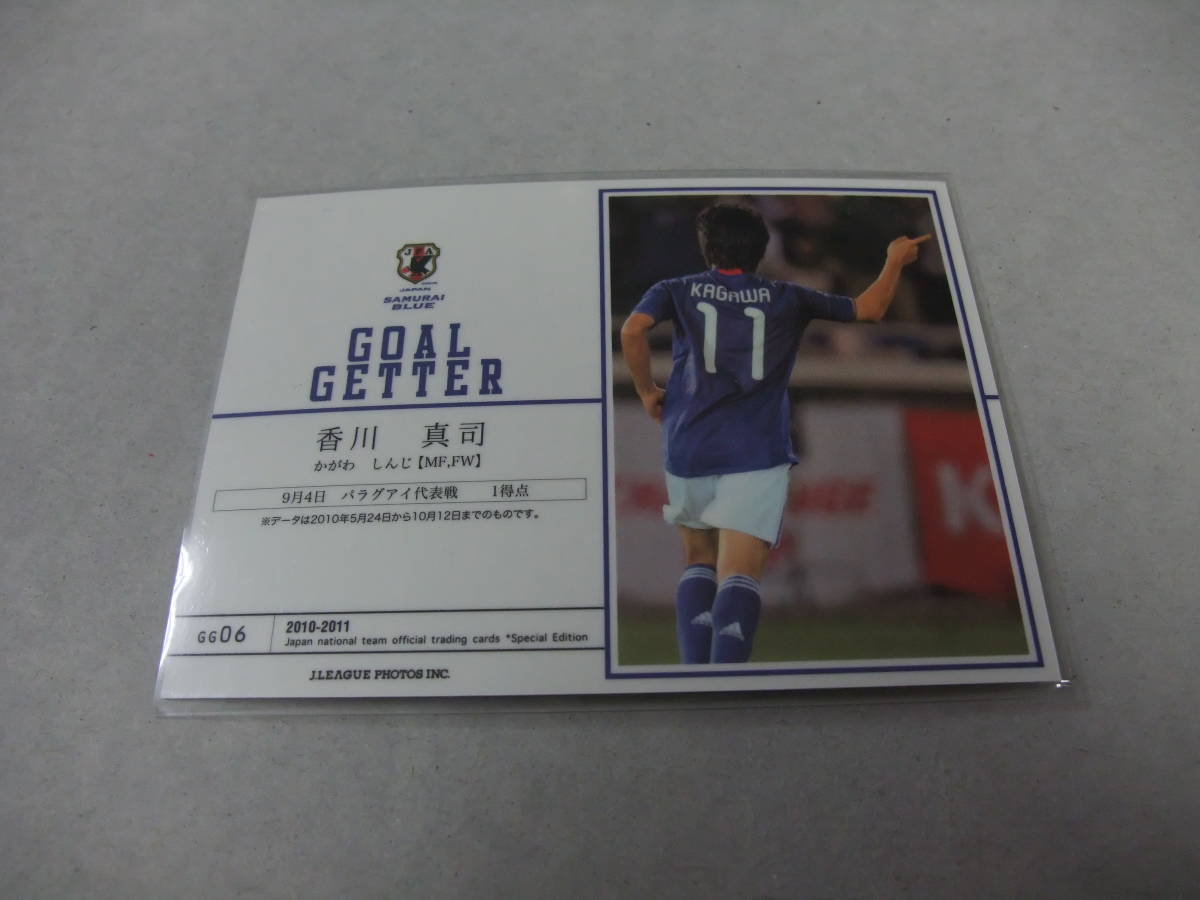 JFA
JAPAN
SAMURAI
BLUE
GOAL
GETTER
香川 真司
かがわ しんじ【MF,FW】
9月4日 パラグアイ代表戦 1得点
※データは2010年5月24日から10月12日までのものです。
GG06
2010-2011
Japan national team official trading cards *Special Edition
J.LEAGUE PHOTOS INC.
KAGAWA
11